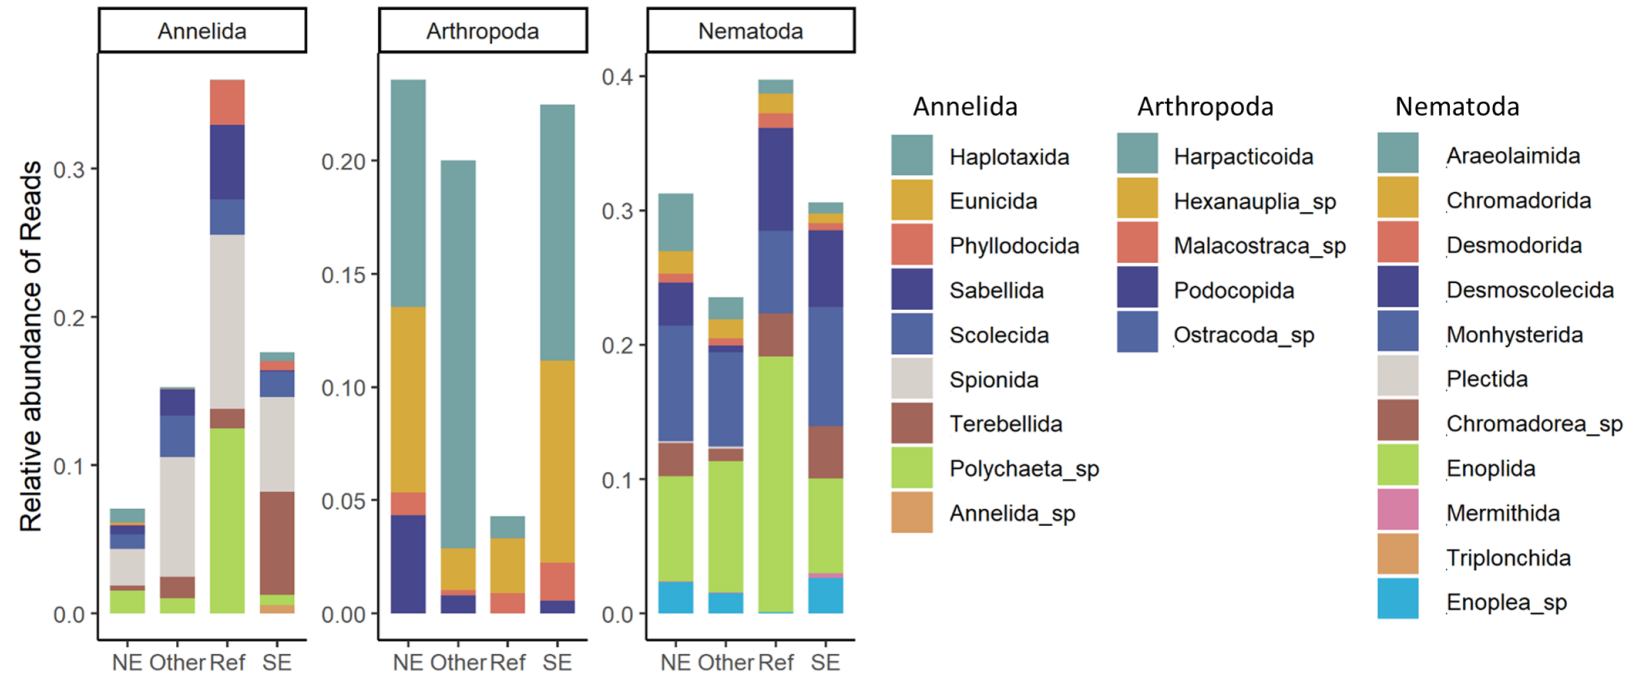 Annelida
Arthropoda
Nematoda
Relative abundance of Reads
0.3
0.2
0.1
0.0
NE Other Ref SE
0.20
0.15
0.10
0.05
0.00
NE Other Ref SE
0.4
0.3
0.2
0.1
0.0
NE Other Ref SE
Annelida
Haplotaxida
Eunicida
Phyllodocida
Sabellida
Scolecida
Spionida
Terebellida
Polychaeta_sp
Annelida_sp
Arthropoda
Harpacticoida
Hexanauplia_sp
Malacostraca_sp
Podocopida
Ostracoda_sp
Nematoda
Araeolaimida
Chromadorida
Desmodorida
Desmoscolecida
Monhysterida
Plectida
Chromadorea_sp
Enoplida
Mermithida
Triplonchida
Enoplea_sp